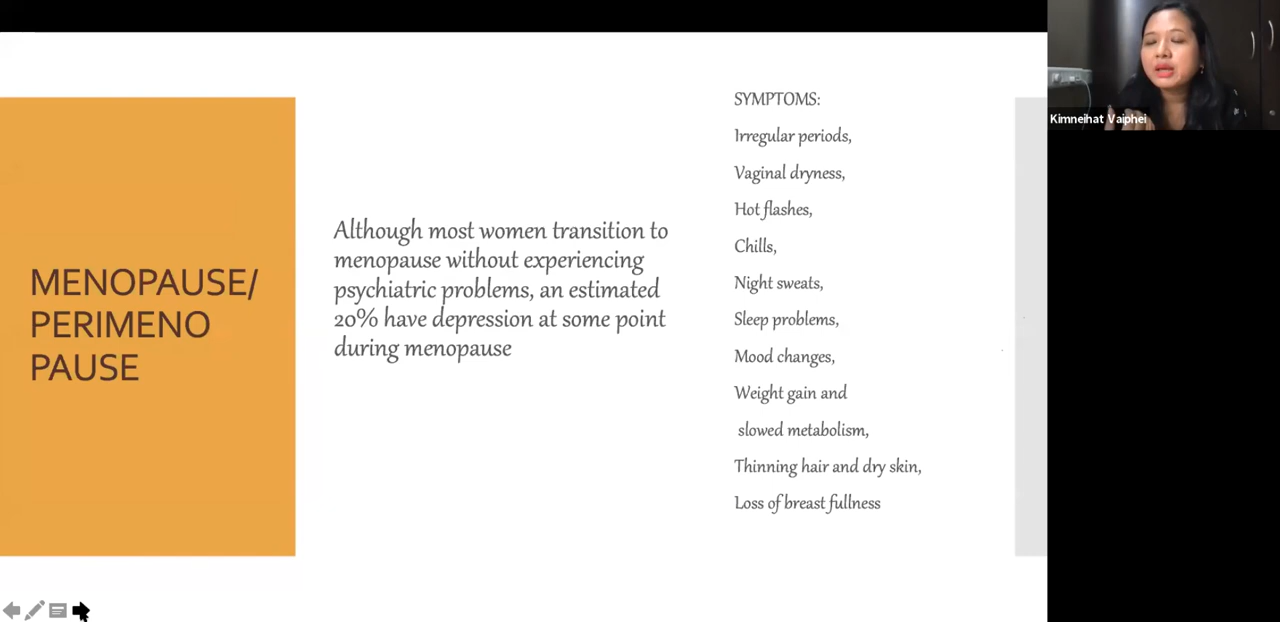 MENOPAUSE/
PERIMENO
PAUSE
Although most women transition to
menopause without experiencing
psychiatric problems, an estimated
20% have depression at some point
during menopause
SYMPTOMS:
Irregular periods,
Vaginal dryness,
Hot flashes,
Chills,
Night sweats,
Sleep problems,
Mood changes,
Weight gain and
slowed metabolism,
Thinning hair and dry skin,
Loss of breast fullness
Kimneihat Vaiphei